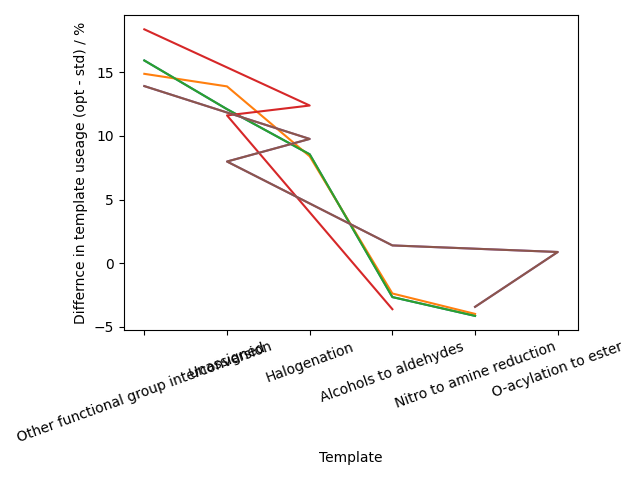 Differnce in template useage (opt - std) / %
15
10
5
0
−5
Other functional group interconversion
Unassigned
Halogenation
Alcohols to aldehydes
Nitro to amine reduction
O-acylation to ester
Template